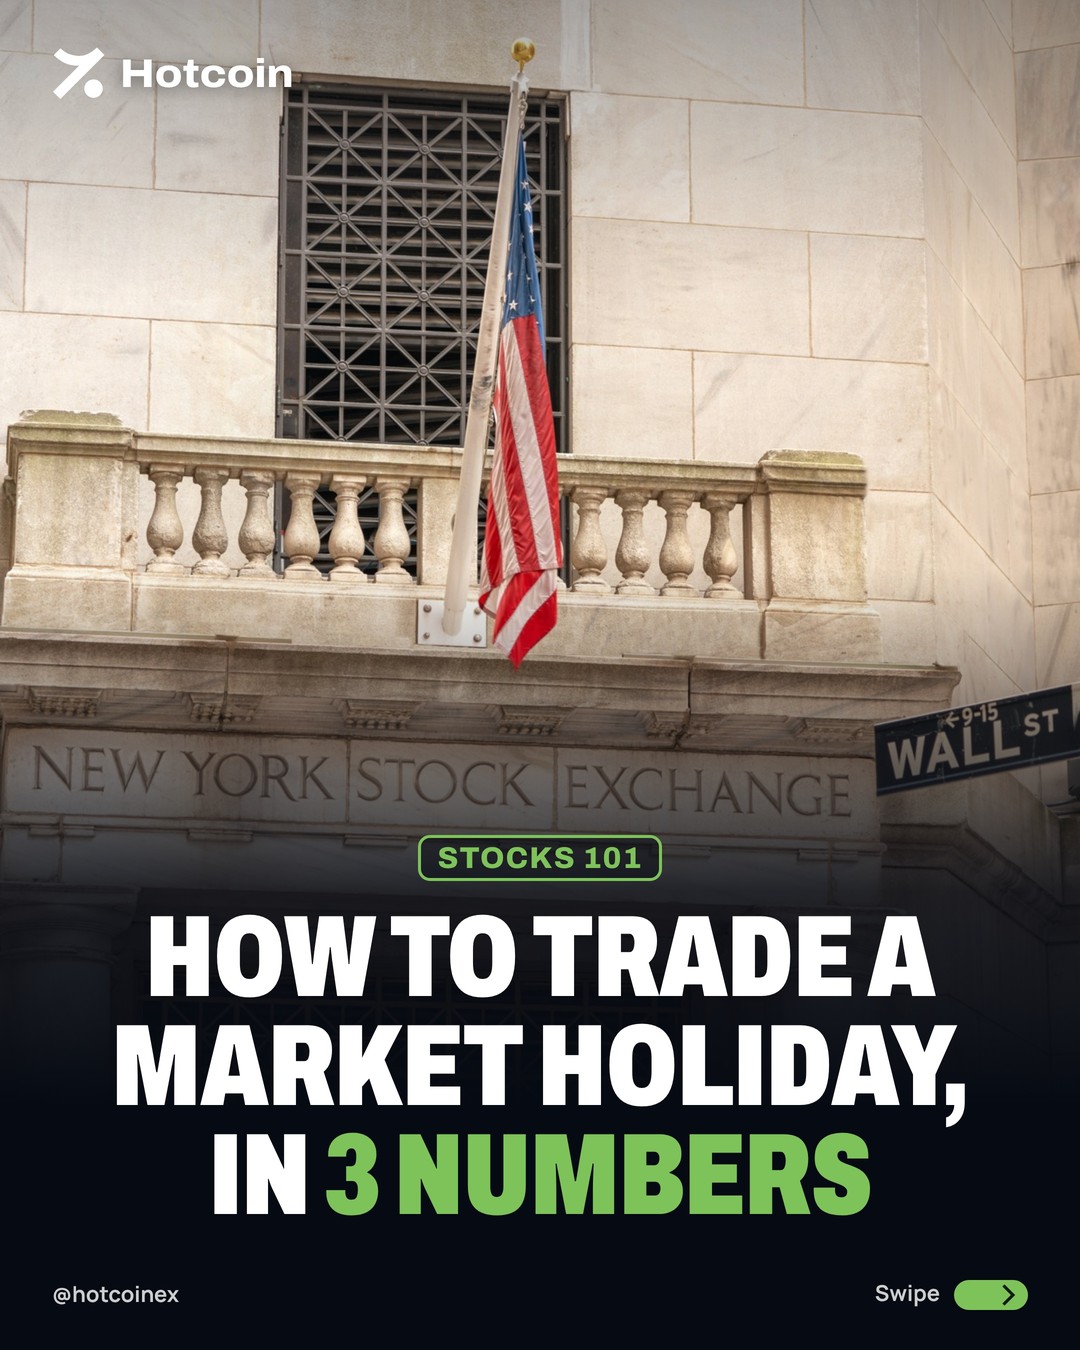 Hotcoin
NEW YORK STOCK EXCHANGE
←9-15
WALL ST
STOCKS 101
HOW TO TRADE A
MARKET HOLIDAY,
IN 3 NUMBERS
@hotcoinex
Swipe